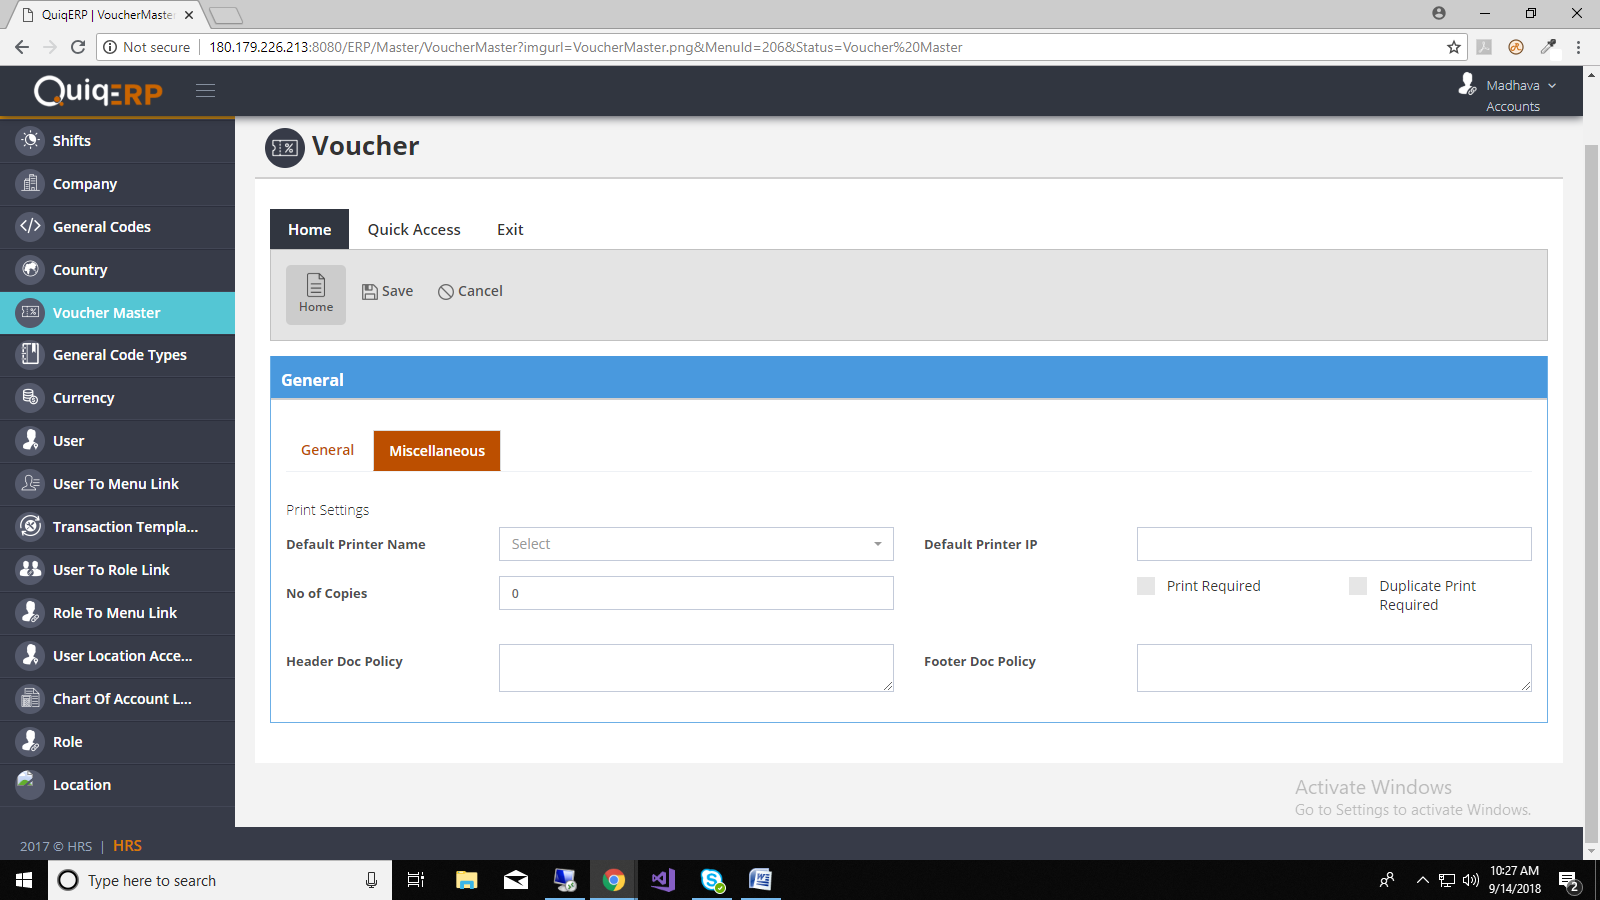 QuiqERP | VoucherMaste
Not secure
180.179.226.213:8080/ERP/Master/VoucherMaster?imgurl=VoucherMaster.png&MenuId=206&Status=Voucher%20Master
QuiqERP
Madhava
Accounts
Shifts
Company
General Codes
Country
Voucher Master
General Code Types
Currency
User
User To Menu Link
Transaction Templa...
User To Role Link
Role To Menu Link
User Location Acce...
Chart Of Account L...
Role
Location
2017 © HRS | HRS
Voucher
Home Quick Access Exit
Home
Save Cancel
General
General Miscellaneous
Print Settings
Default Printer Name Select Default Printer IP
No of Copies 0 Print Required Duplicate Print
Required
Header Doc Policy Footer Doc Policy
Activate Windows
Go to Settings to activate Windows.
Type here to search
10:27 AM
9/14/2018
2